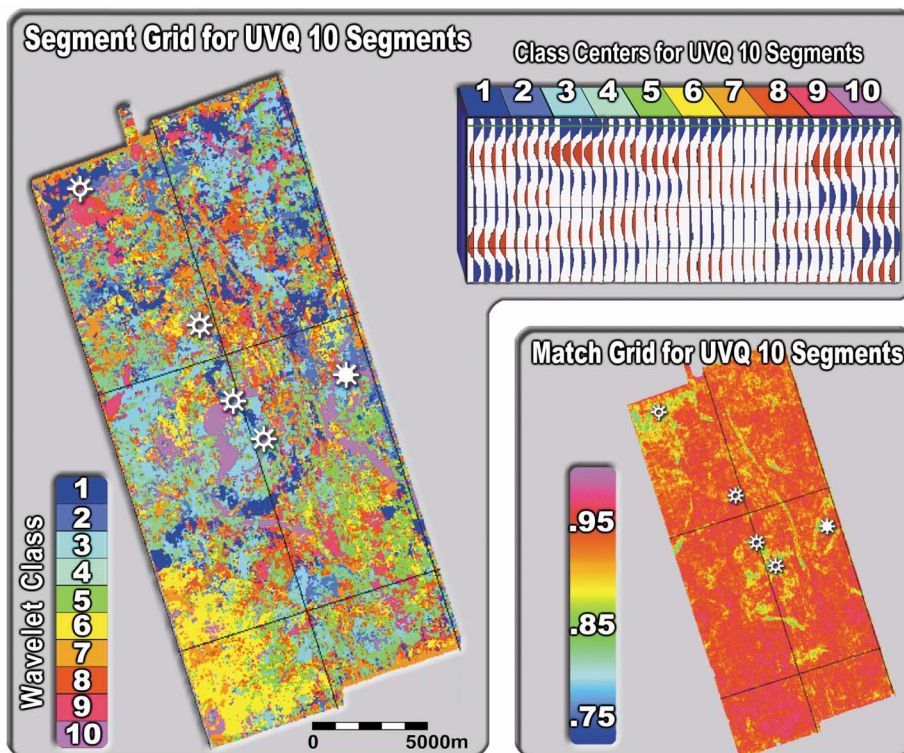 Segment Grid for UVQ 10 Segments
Class Centers for UVQ 10 Segments
1 2 3 4 5 6 7 8 9 10
Match Grid for UVQ 10 Segments
Wavelet Class
1
2
3
4
5
6
7
8
9
10
0 5000m
.95
.85
.75